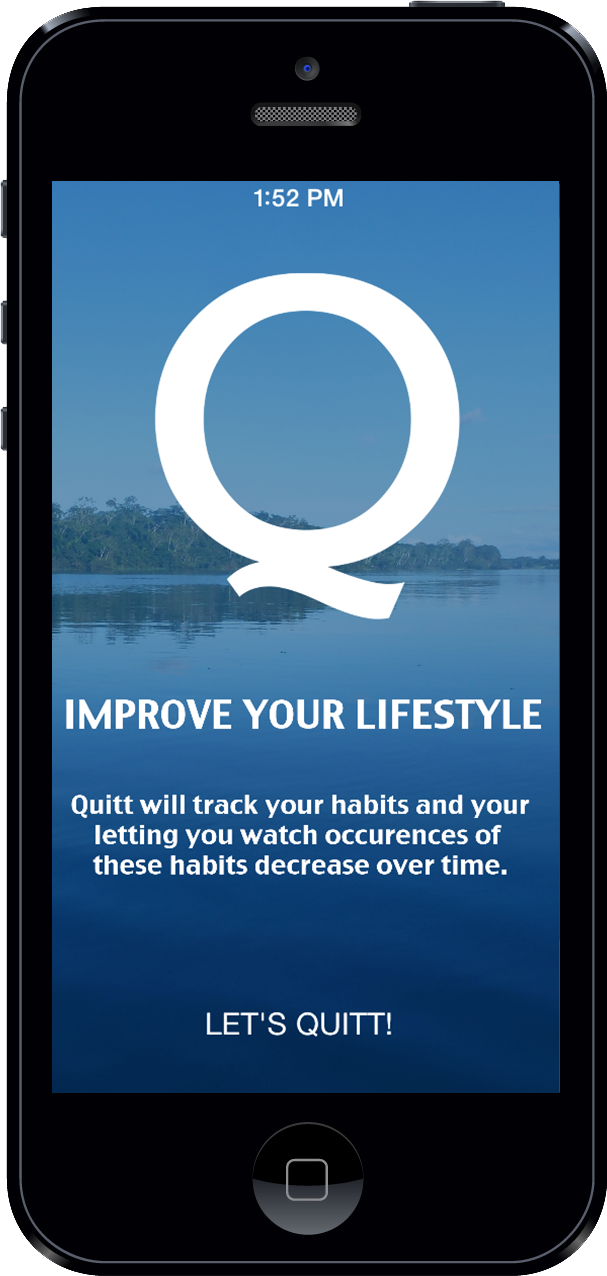 1:52 PM
Q
IMPROVE YOUR LIFESTYLE
Quitt will track your habits and your
letting you watch occurences of
these habits decrease over time.
LET'S QUITT!